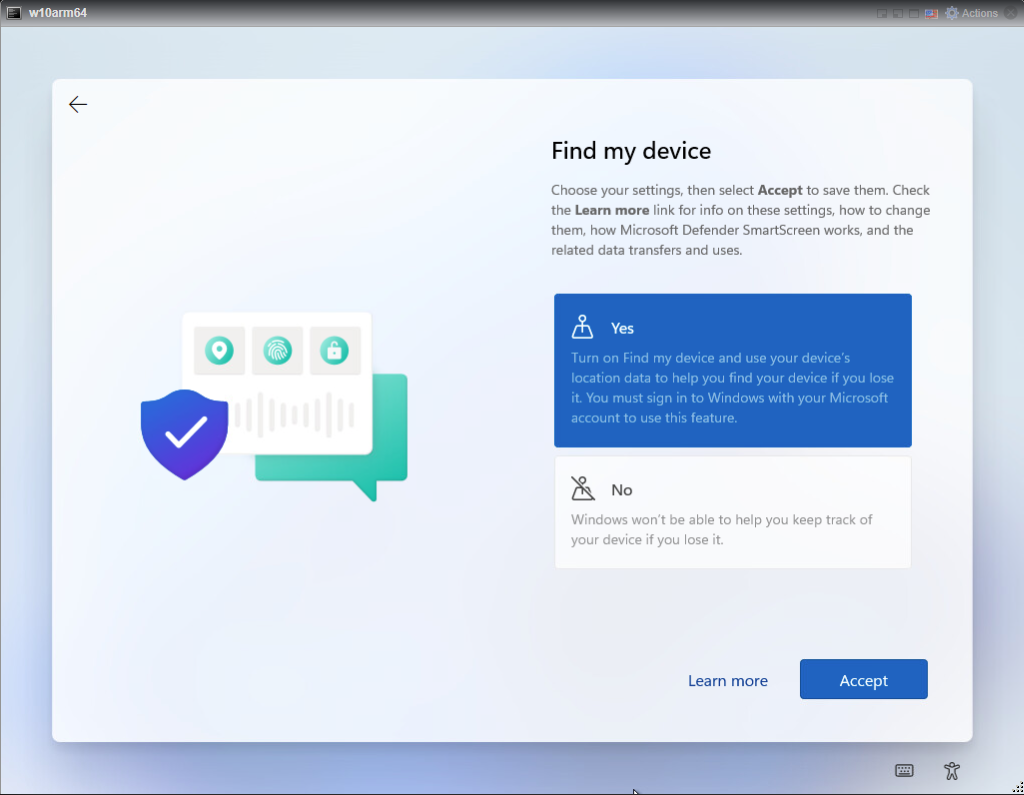 w10arm64
Actions
Find my device
Choose your settings, then select Accept to save them. Check
the Learn more link for info on these settings, how to change
them, how Microsoft Defender SmartScreen works, and the
related data transfers and uses.
Yes
Turn on Find my device and use your device's
location data to help you find your device if you lose
it. You must sign in to Windows with your Microsoft
account to use this feature.
No
Windows won't be able to help you keep track of
your device if you lose it.
Learn more
Accept